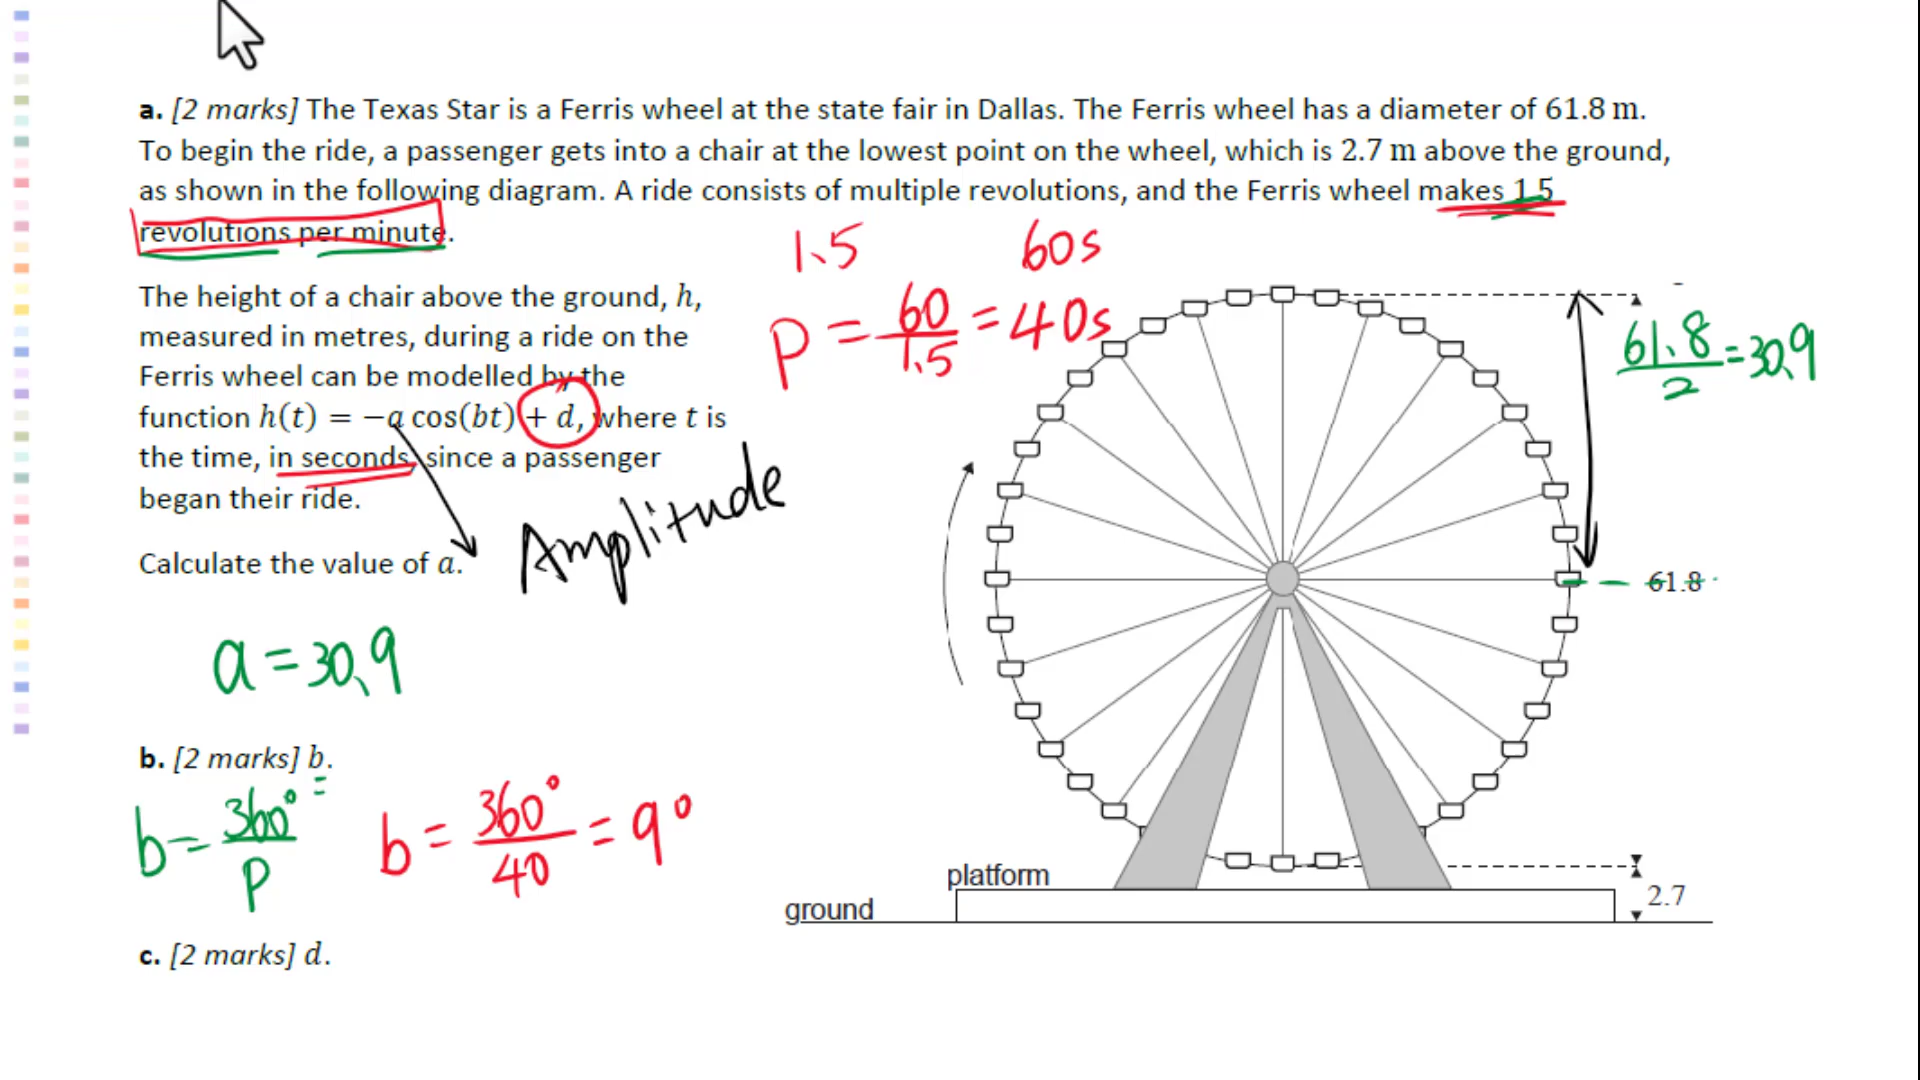 a. [2 marks] The Texas Star is a Ferris wheel at the state fair in Dallas. The Ferris wheel has a diameter of 61.8 m.
To begin the ride, a passenger gets into a chair at the lowest point on the wheel, which is 2.7 m above the ground,
as shown in the following diagram. A ride consists of multiple revolutions, and the Ferris wheel makes 1.5
revolutions per minute.
1.5 60s
P = 60/1.5 = 40s
The height of a chair above the ground, h,
measured in metres, during a ride on the
Ferris wheel can be modelled by the
function h(t) = −a cos(bt) + d, where t is
the time, in seconds, since a passenger
began their ride.
Amplitude
Calculate the value of a.
a = 30.9
61.8/2 = 30.9
61.8
b. [2 marks] b.
=
b = 360°/P
b = 360°/40 = 9°
platform
ground
2.7
c. [2 marks] d.